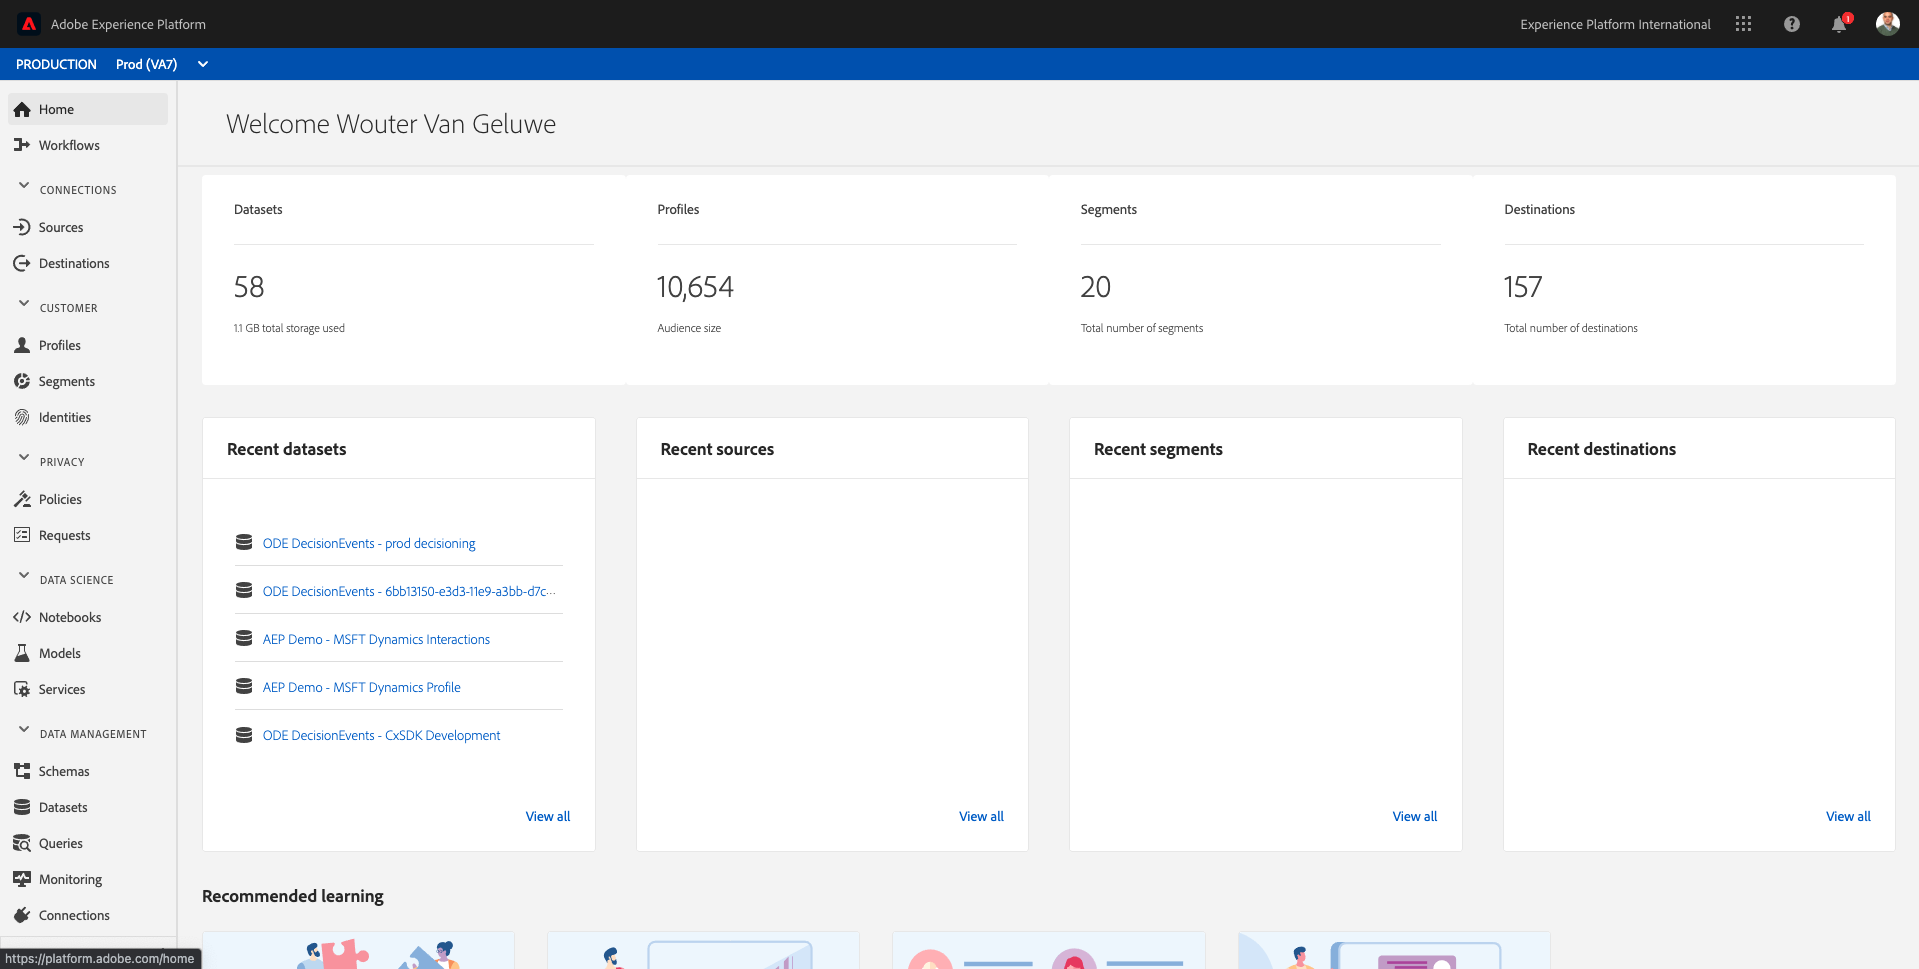 Adobe Experience Platform
Experience Platform International
1
PRODUCTION Prod (VA7)
Home
Workflows
CONNECTIONS
Sources
Destinations
CUSTOMER
Profiles
Segments
Identities
PRIVACY
Policies
Requests
DATA SCIENCE
Notebooks
Models
Services
DATA MANAGEMENT
Schemas
Datasets
Queries
Monitoring
Connections
https://platform.adobe.com/home
Welcome Wouter Van Geluwe
Datasets
58
1.1 GB total storage used
Profiles
10,654
Audience size
Segments
20
Total number of segments
Destinations
157
Total number of destinations
Recent datasets
ODE DecisionEvents - prod decisioning
ODE DecisionEvents - 6bb13150-e3d3-11e9-a3bb-d7c...
AEP Demo - MSFT Dynamics Interactions
AEP Demo - MSFT Dynamics Profile
ODE DecisionEvents - CxSDK Development
View all
Recent sources
View all
Recent segments
View all
Recent destinations
View all
Recommended learning